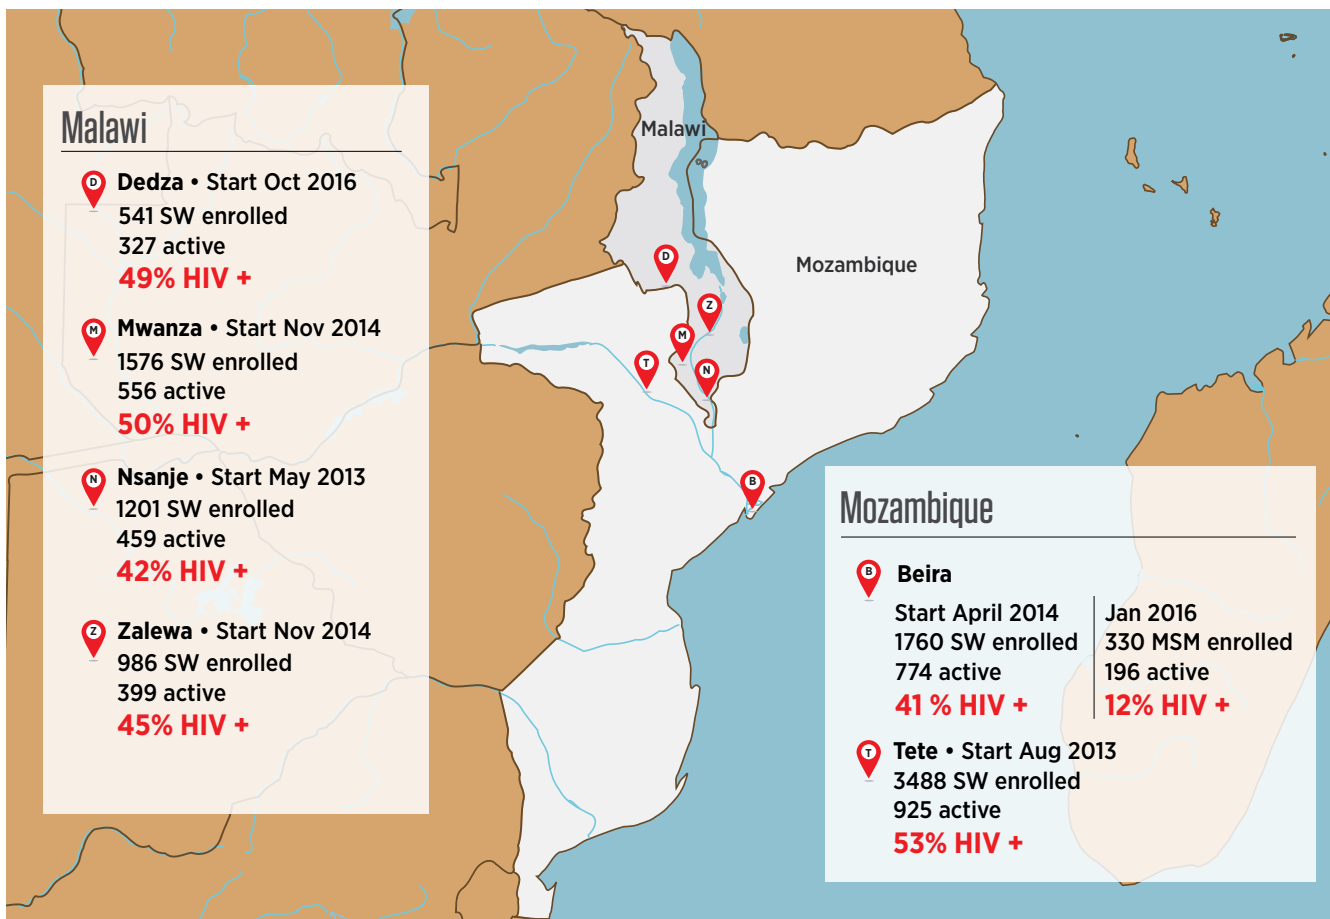 Malawi
D Dedza • Start Oct 2016
541 SW enrolled
327 active
49% HIV +
M Mwanza • Start Nov 2014
1576 SW enrolled
556 active
50% HIV +
N Nsanje • Start May 2013
1201 SW enrolled
459 active
42% HIV +
Z Zalewa • Start Nov 2014
986 SW enrolled
399 active
45% HIV +
Malawi
Mozambique
D
Z
M
T
N
B
Mozambique
B Beira
Start April 2014
1760 SW enrolled
774 active
41 % HIV +
Jan 2016
330 MSM enrolled
196 active
12% HIV +
T Tete • Start Aug 2013
3488 SW enrolled
925 active
53% HIV +